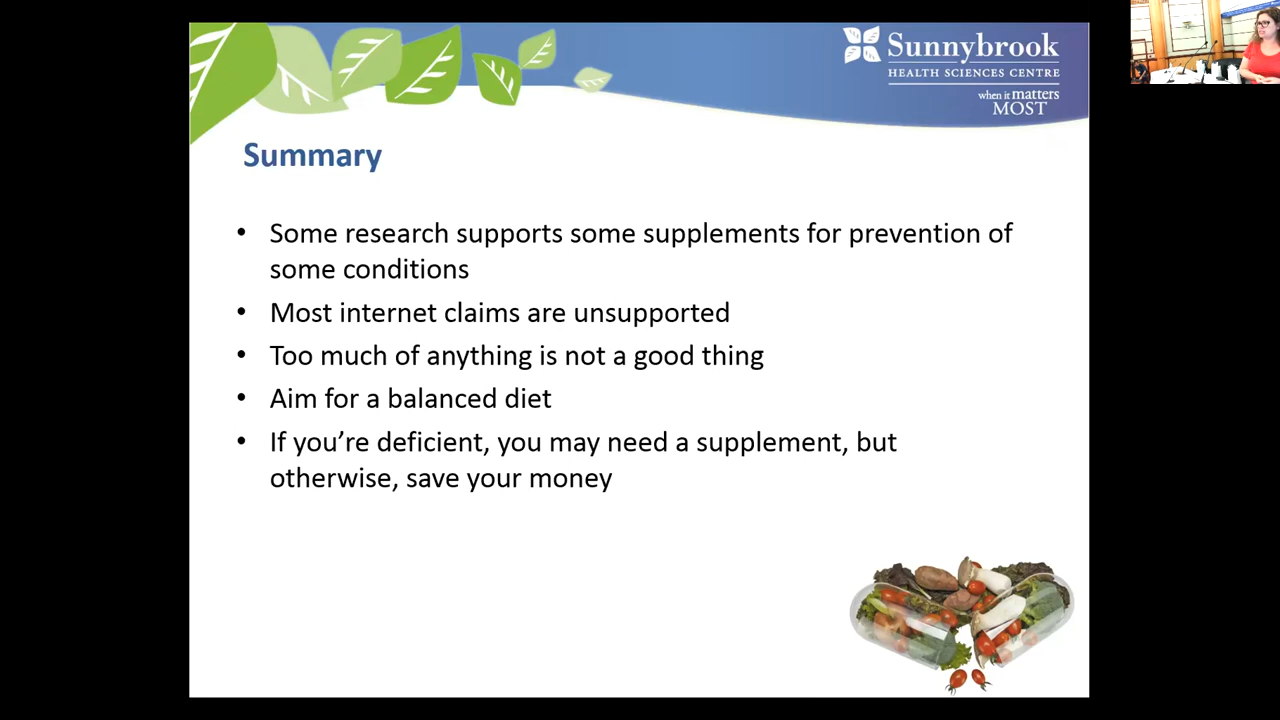 Sunnybrook
HEALTH SCIENCES CENTRE
when it matters
MOST
Summary
• Some research supports some supplements for prevention of
some conditions
• Most internet claims are unsupported
• Too much of anything is not a good thing
• Aim for a balanced diet
• If you’re deficient, you may need a supplement, but
otherwise, save your money